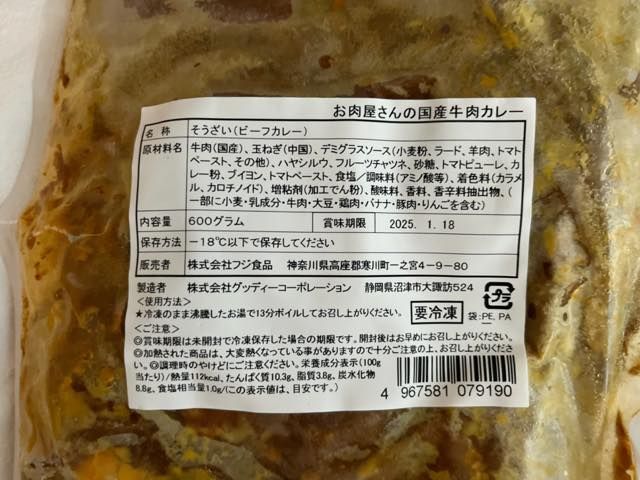 お肉屋さんの国産牛肉カレー
名 称 そうざい(ビーフカレー)
原材料名 牛肉(国産)、玉ねぎ(中国)、デミグラスソース(小麦粉、ラード、羊肉、トマト
ペースト、その他)、ハヤシルウ、フルーツチャツネ、砂糖、トマトピューレ、カ
レー粉、ブイヨン、トマトペースト、食塩/調味料(アミノ酸等)、着色料(カラメ
ル、カロチノイド)、増粘剤(加工でん粉)、酸味料、香料、香辛料抽出物、(
一部に小麦・乳成分・牛肉・大豆・鶏肉・バナナ・豚肉・りんごを含む)
内容量 600グラム 賞味期限 2025. 1.18
保存方法 -18℃以下で保存してください
販売者 株式会社フジ食品 神奈川県高座郡寒川町一之宮4-9-80
製造者 株式会社グッディーコーポレーション 静岡県沼津市大諏訪524
<使用方法>
★冷凍のまま沸騰したお湯で13分ボイルしてお召し上がりください。
要冷凍
プラ
袋:PE, PA
<ご注意>
◎賞味期限は未開封で冷凍保存した場合の期限です。開封後はお早めにお召し上がりください。
◎加熱された商品は、大変熱くなっている事がありますので十分ご注意の上、お召し上がりくださ
い。◎調理時のやけどにご注意ください。栄養成分表示(100g
当たり)/熱量112kcal、たんぱく質10.3g、脂質3.8g、炭水化物
8.8g、食塩相当量1.0g/(この表示値は、目安です。)
4 967581 079190